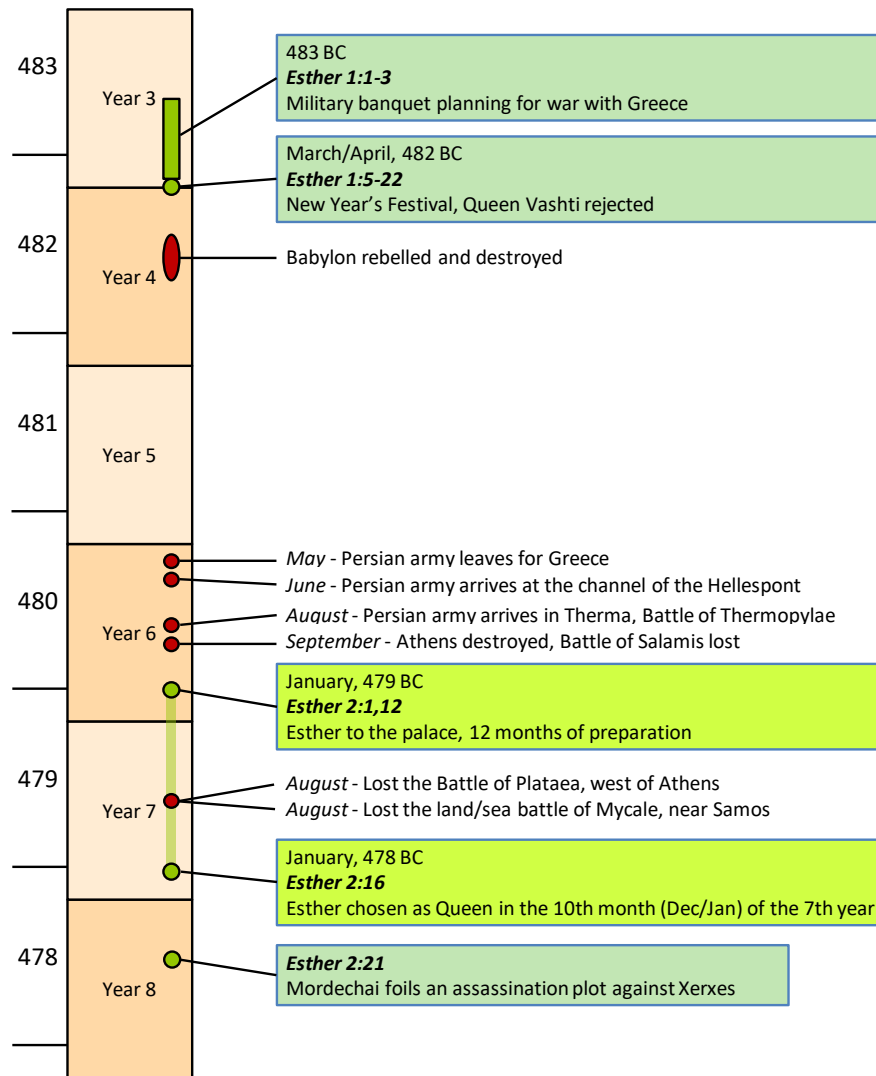 483
Year 3
483 BC
Esther 1:1-3
Military banquet planning for war with Greece
March/April, 482 BC
Esther 1:5-22
New Year’s Festival, Queen Vashti rejected
482
Year 4
Babylon rebelled and destroyed
481
Year 5
480
Year 6
May - Persian army leaves for Greece
June - Persian army arrives at the channel of the Hellespont
August - Persian army arrives in Therma, Battle of Thermopylae
September - Athens destroyed, Battle of Salamis lost
January, 479 BC
Esther 2:1,12
Esther to the palace, 12 months of preparation
479
Year 7
August - Lost the Battle of Plataea, west of Athens
August - Lost the land/sea battle of Mycale, near Samos
January, 478 BC
Esther 2:16
Esther chosen as Queen in the 10th month (Dec/Jan) of the 7th year
478
Year 8
Esther 2:21
Mordechai foils an assassination plot against Xerxes